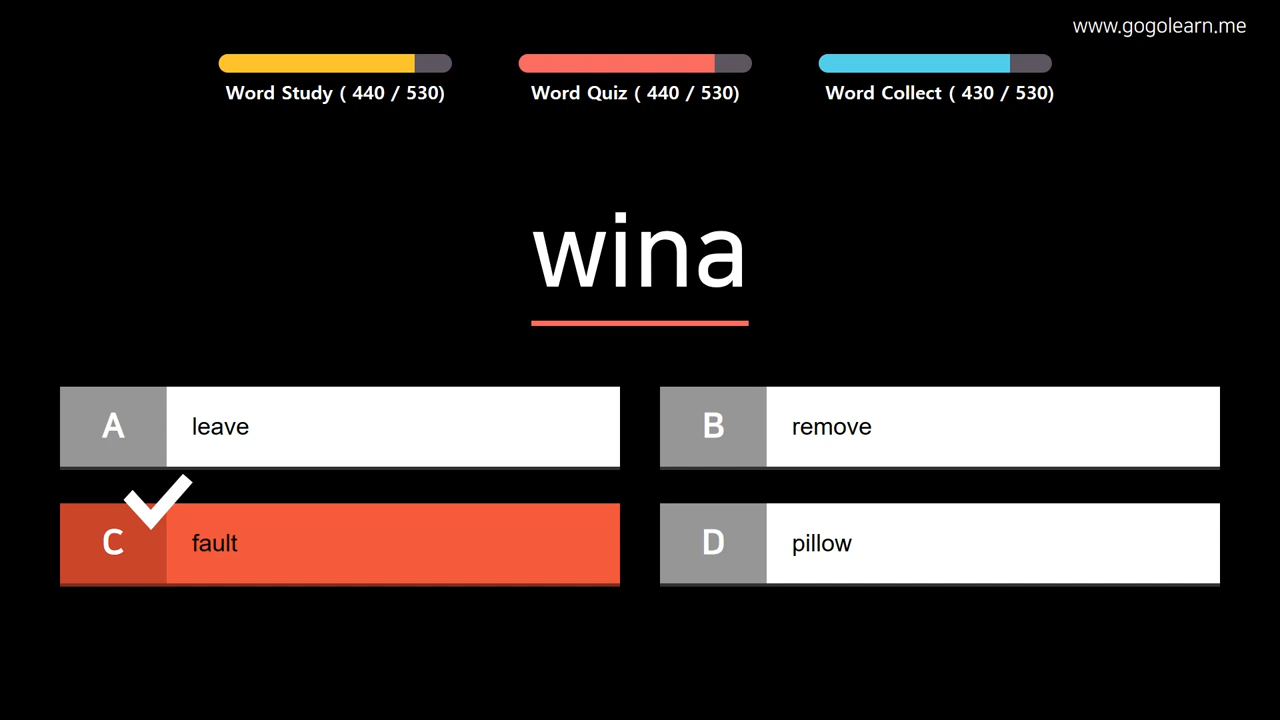 www.gogolearn.me
Word Study ( 440 / 530)
Word Quiz ( 440 / 530)
Word Collect ( 430 / 530)
wina
A leave
B remove
C fault
D pillow